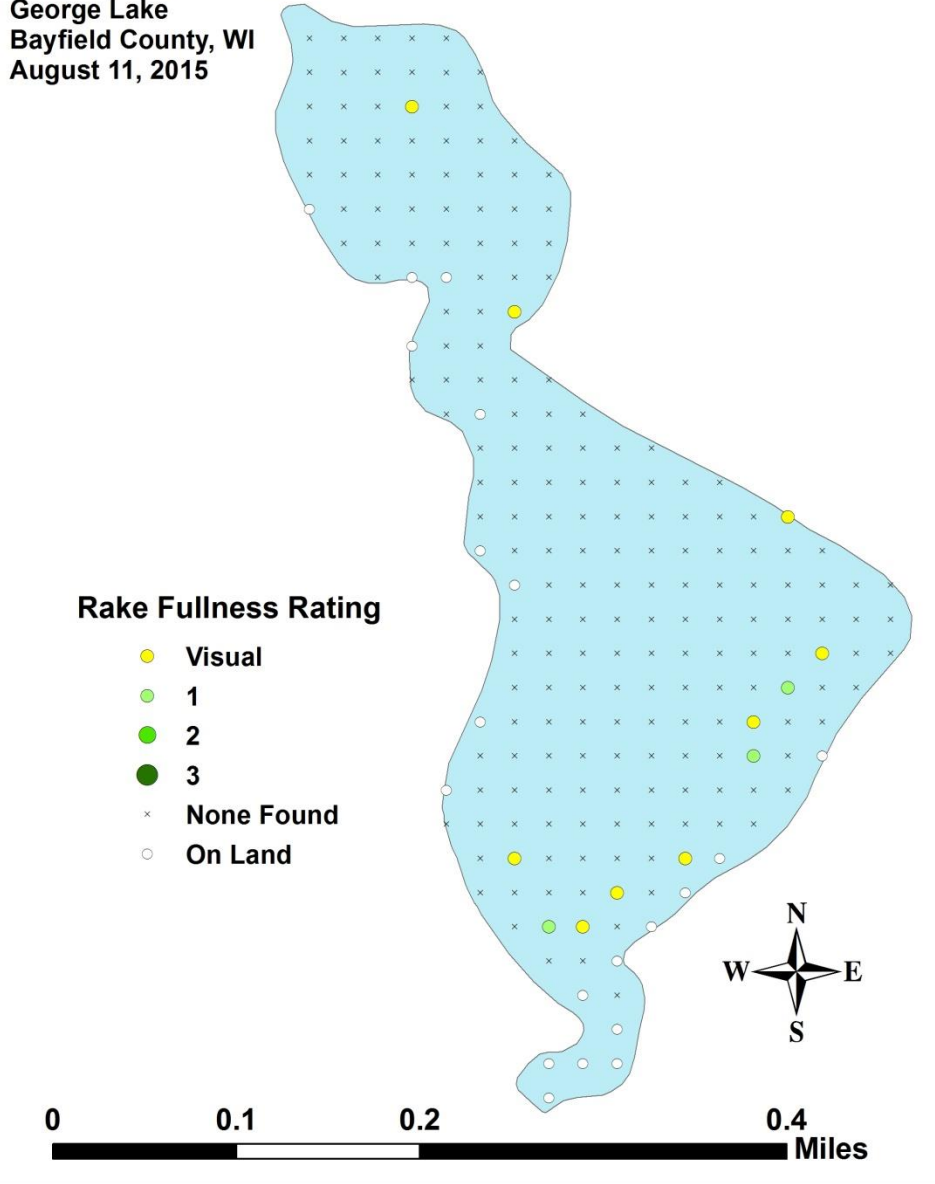 George Lake
Bayfield County, WI
August 11, 2015
Rake Fullness Rating
Visual
1
2
3
None Found
On Land
N
W E
S
0 0.1 0.2 0.4
Miles